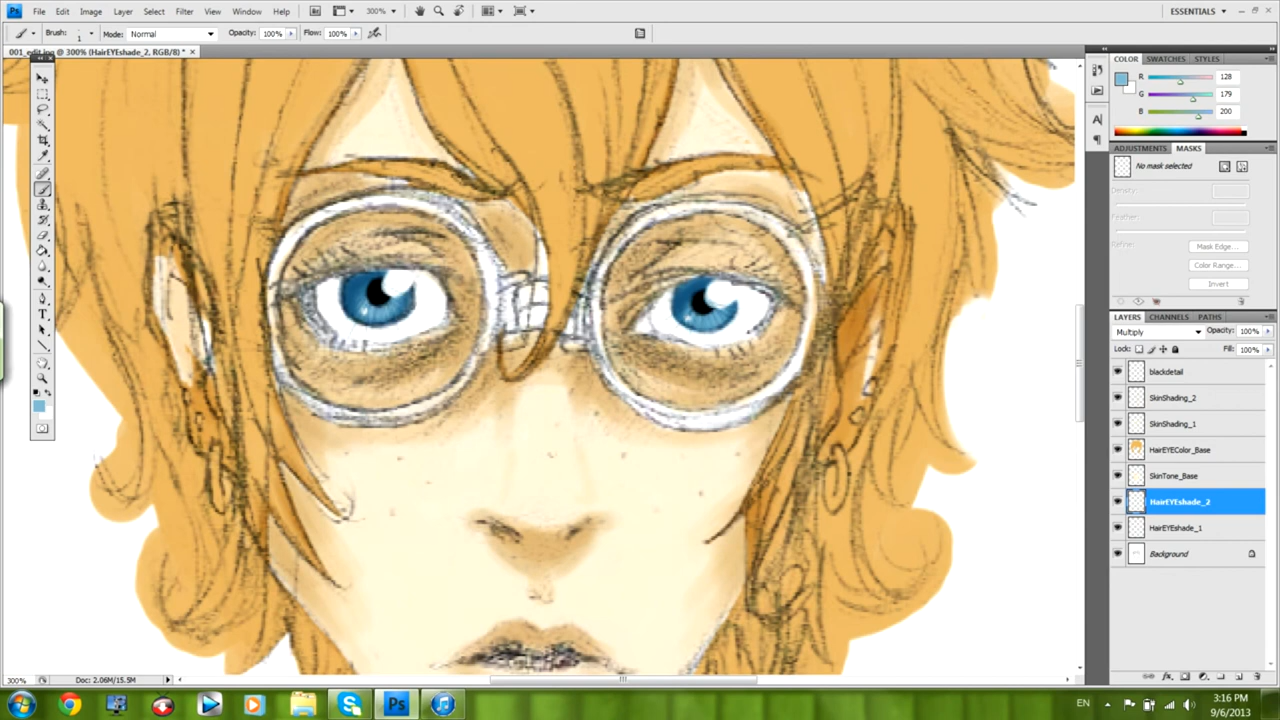 Ps File Edit Image Layer Select Filter View Window Help Br 300% ESSENTIALS
Brush: 1 Mode: Normal Opacity: 100% Flow: 100%
001_edit.jpg @ 300% (HairEYEshade_2, RGB/8) *
COLOR SWATCHES STYLES
R 128
G 179
B 200
ADJUSTMENTS MASKS
No mask selected
Density:
Feather:
Refine: Mask Edge...
Color Range...
Invert
LAYERS CHANNELS PATHS
Multiply Opacity: 100%
Lock: Fill: 100%
blackdetail
SkinShading_2
SkinShading_1
HairEYEColor_Base
SkinTone_Base
HairEYEshade_2
HairEYEshade_1
Background
300% Doc: 2.06M/15.5M
Ps EN 3:16 PM
9/6/2013